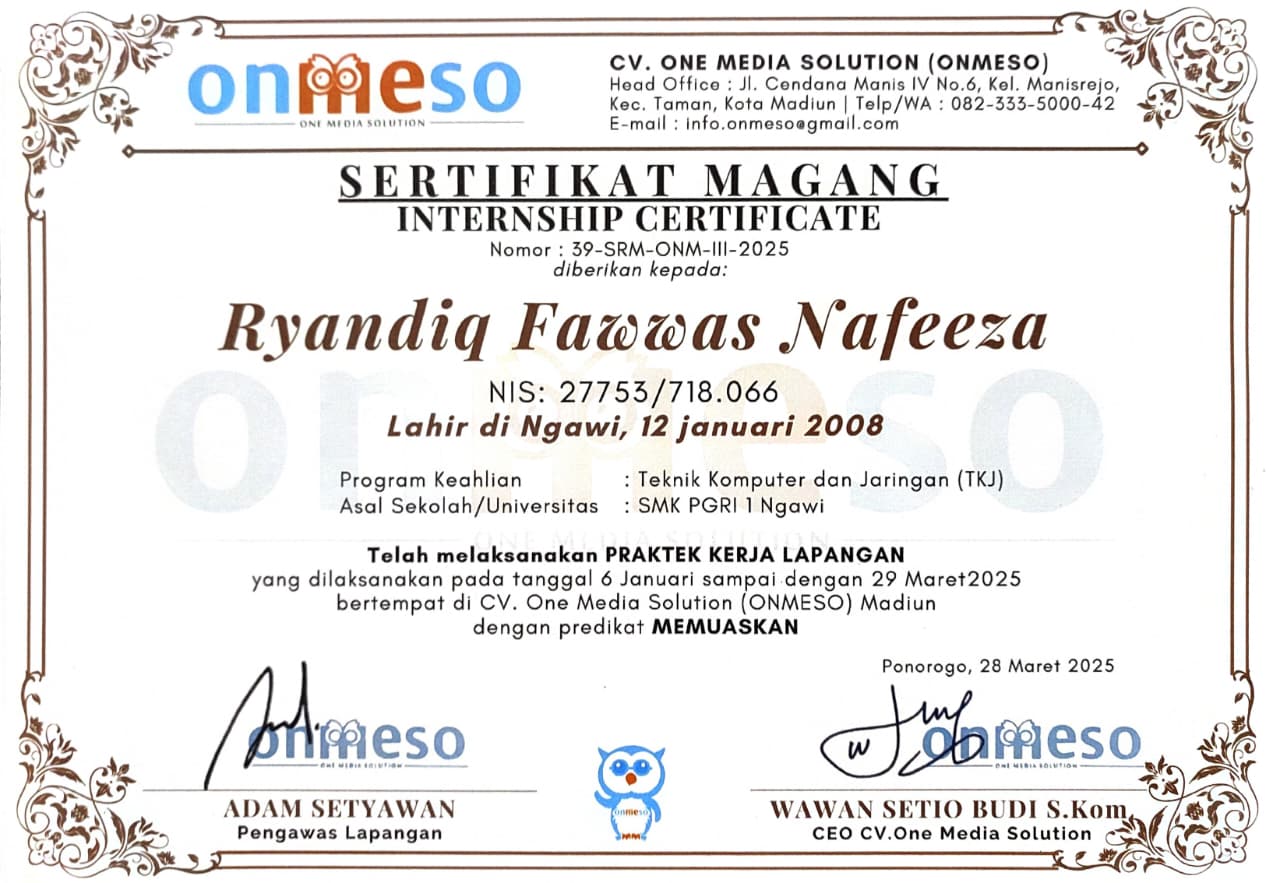 onmeso
ONE MEDIA SOLUTION
CV. ONE MEDIA SOLUTION (ONMESO)
Head Office : Jl. Cendana Manis IV No.6, Kel. Manisrejo,
Kec. Taman, Kota Madiun | Telp/WA : 082-333-5000-42
E-mail : info.onmeso@gmail.com
SERTIFIKAT MAGANG
INTERNSHIP CERTIFICATE
Nomor : 39-SRM-ONM-III-2025
diberikan kepada:
Ryandiq Fawwas Nafeeza
NIS: 27753/718.066
Lahir di Ngawi, 12 januari 2008
Program Keahlian : Teknik Komputer dan Jaringan (TKJ)
Asal Sekolah/Universitas : SMK PGRI 1 Ngawi
onmeso
ONE MEDIA SOLUTION
Telah melaksanakan PRAKTEK KERJA LAPANGAN
yang dilaksanakan pada tanggal 6 Januari sampai dengan 29 Maret2025
bertempat di CV. One Media Solution (ONMESO) Madiun
dengan predikat MEMUASKAN
Ponorogo, 28 Maret 2025
onmeso
ONE MEDIA SOLUTION
onmeso
ONE MEDIA SOLUTION
onmeso
ADAM SETYAWAN
Pengawas Lapangan
WAWAN SETIO BUDI S.Kom
CEO CV.One Media Solution